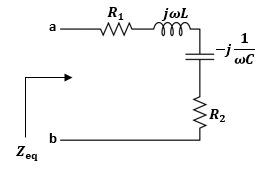 R₁ jωL
a
-j 1/ωC
R₂
b
Zeq